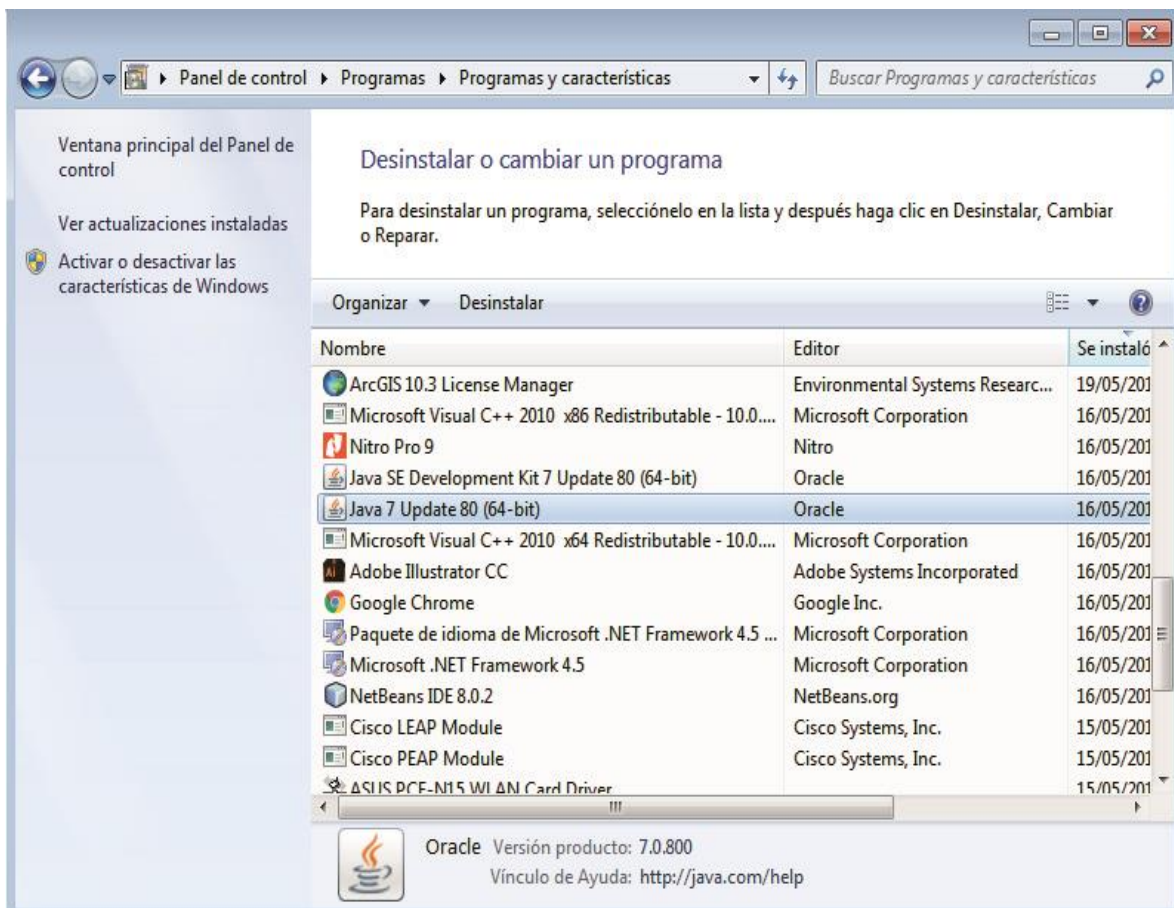 Panel de control ▸ Programas ▸ Programas y características
Buscar Programas y características
Ventana principal del Panel de
control
Ver actualizaciones instaladas
Activar o desactivar las
características de Windows
Desinstalar o cambiar un programa
Para desinstalar un programa, selecciónelo en la lista y después haga clic en Desinstalar, Cambiar
o Reparar.
Organizar Desinstalar
Nombre Editor Se instaló
ArcGIS 10.3 License Manager Environmental Systems Researc... 19/05/201
Microsoft Visual C++ 2010 x86 Redistributable - 10.0.... Microsoft Corporation 16/05/201
Nitro Pro 9 Nitro 16/05/201
Java SE Development Kit 7 Update 80 (64-bit) Oracle 16/05/201
Java 7 Update 80 (64-bit) Oracle 16/05/201
Microsoft Visual C++ 2010 x64 Redistributable - 10.0.... Microsoft Corporation 16/05/201
Adobe Illustrator CC Adobe Systems Incorporated 16/05/201
Google Chrome Google Inc. 16/05/201
Paquete de idioma de Microsoft .NET Framework 4.5 ... Microsoft Corporation 16/05/201
Microsoft .NET Framework 4.5 Microsoft Corporation 16/05/201
NetBeans IDE 8.0.2 NetBeans.org 16/05/201
Cisco LEAP Module Cisco Systems, Inc. 15/05/201
Cisco PEAP Module Cisco Systems, Inc. 15/05/201
ASUS PCE-N15 WLAN Card Driver 15/05/201
Oracle Versión producto: 7.0.800
Vínculo de Ayuda: http://java.com/help